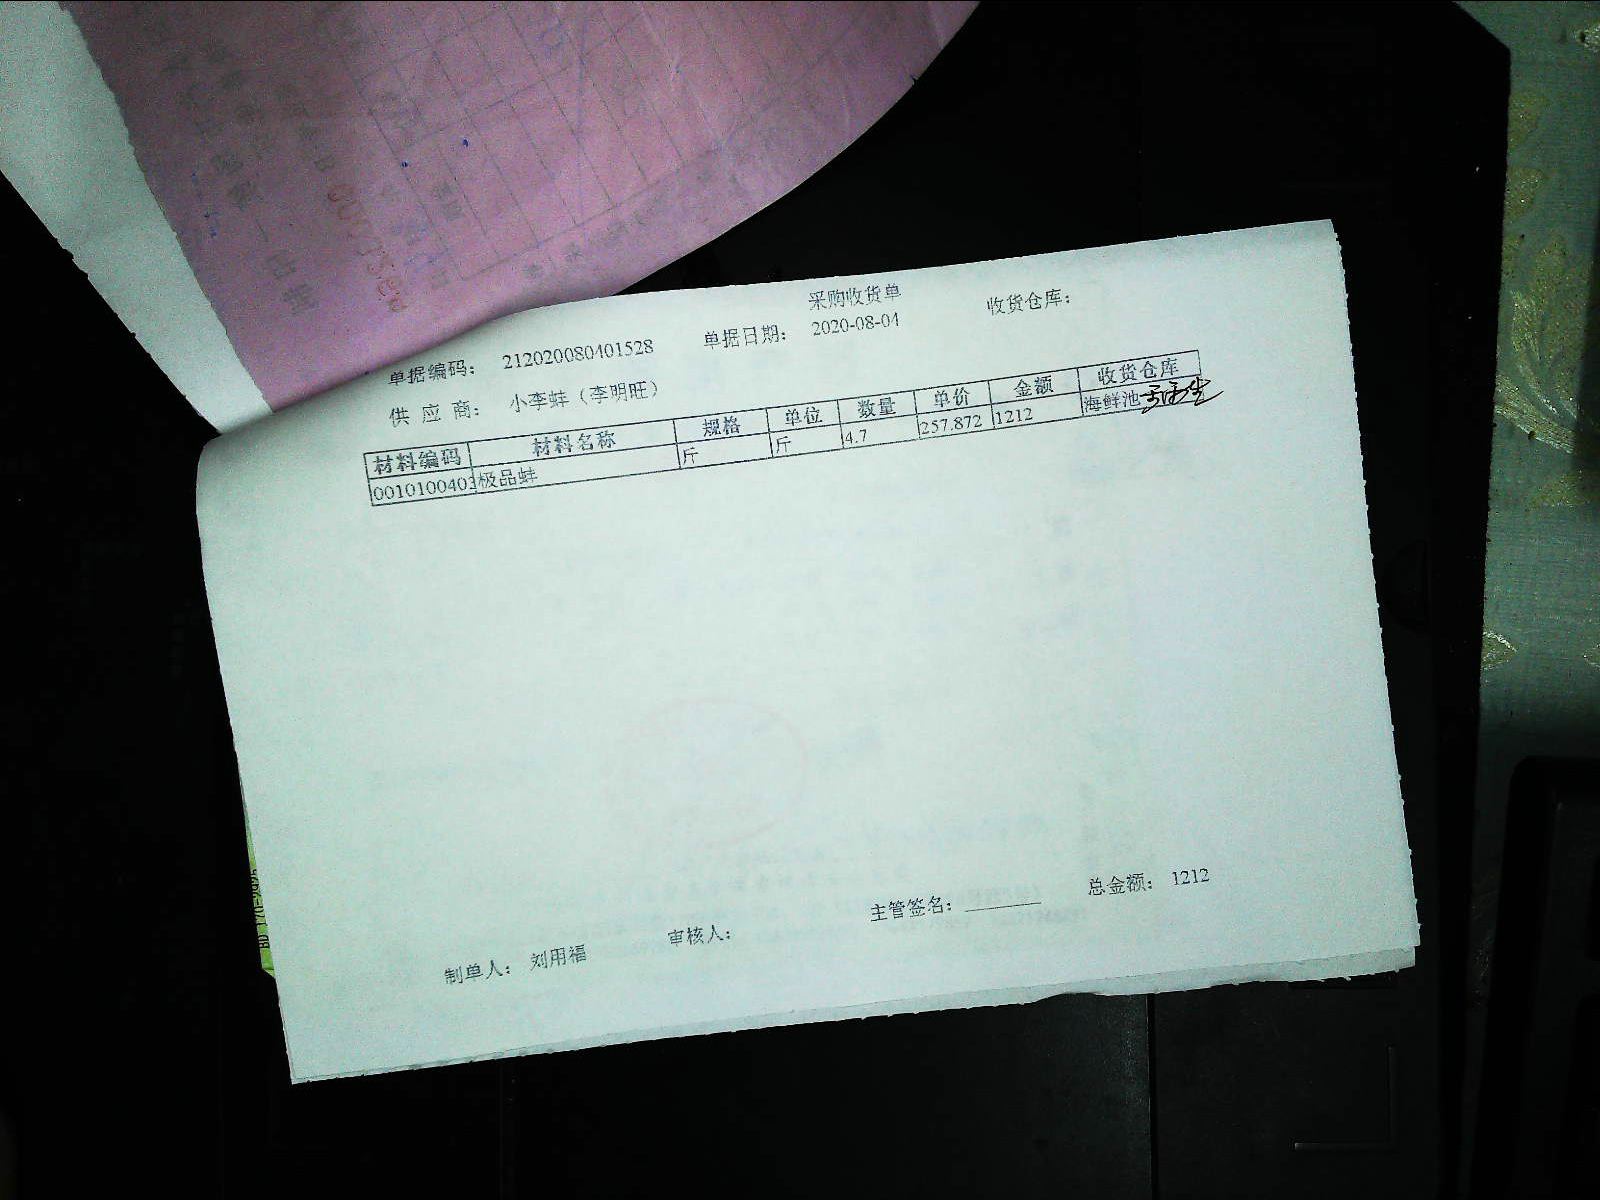 采购收货单
单据编码： 212020080401528 单据日期： 2020-08-04 收货仓库：
供 应 商： 小李蚌（李明旺）
材料编码 材料名称 规格 单位 数量 单价 金额 收货仓库
0010100403 极品蚌 斤 斤 4.7 257.872 1212 海鲜池
制单人： 刘用福 审核人： 主管签名： 总金额： 1212